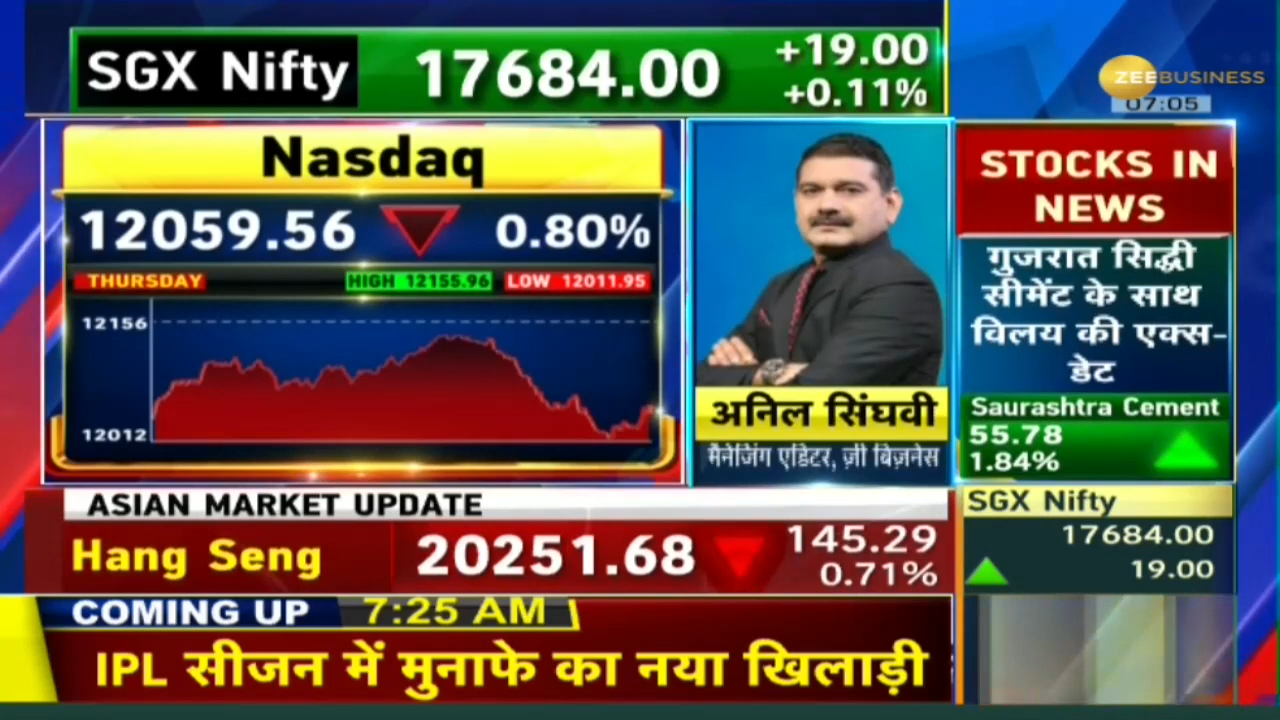 SGX Nifty 17684.00 +19.00
+0.11%
ZEEBUSINESS
07:05
Nasdaq
12059.56 0.80%
THURSDAY HIGH 12155.96 LOW 12011.95
12156
12012
अनिल सिंघवी
मैनेजिंग एडिटर, ज़ी बिज़नेस
STOCKS IN
NEWS
गुजरात सिद्धी
सीमेंट के साथ
विलय की एक्स-
डेट
Saurashtra Cement
55.78
1.84%
ASIAN MARKET UPDATE
Hang Seng 20251.68 145.29
0.71%
SGX Nifty
17684.00
19.00
COMING UP 7:25 AM
IPL सीजन में मुनाफे का नया खिलाड़ी